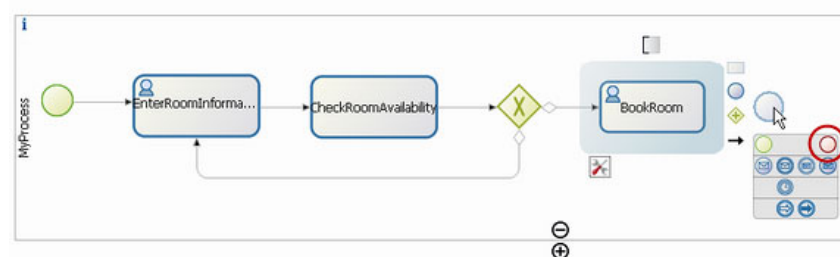 i
MyProcess
EnterRoomInforma...
CheckRoomAvailability
X
BookRoom